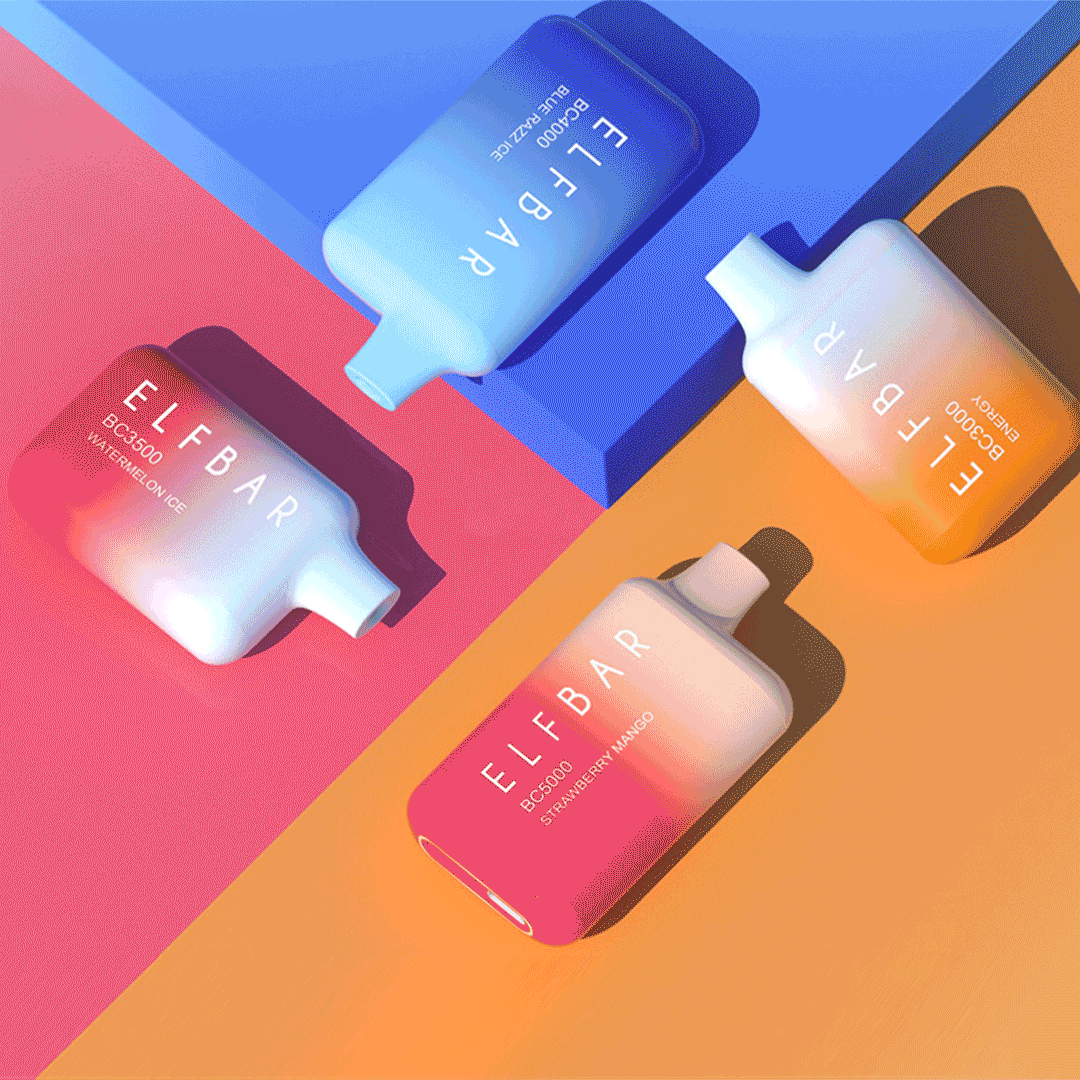 ELFBAR
BC4000
BLUE RAZZ ICE
ELFBAR
BC3000
ENERGY
ELFBAR
BC3500
WATERMELON ICE
ELFBAR
BC5000
STRAWBERRY MANGO